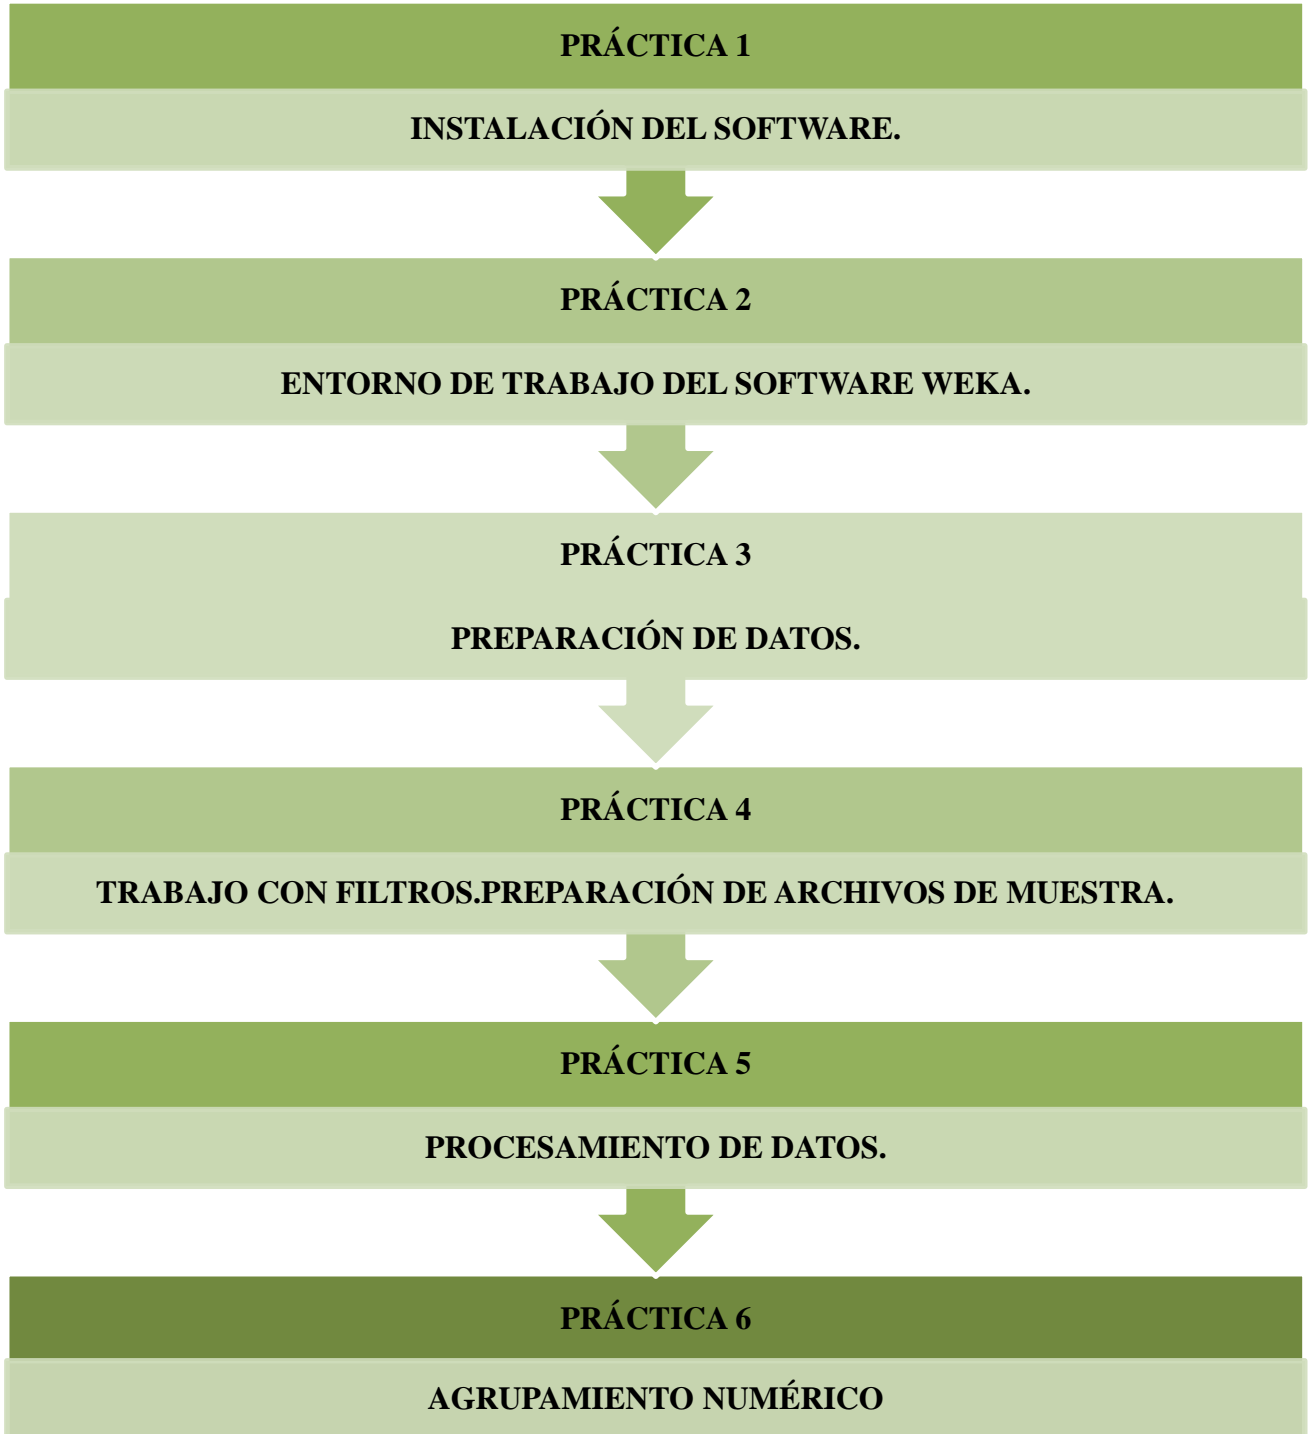 PRÁCTICA 1
INSTALACIÓN DEL SOFTWARE.
PRÁCTICA 2
ENTORNO DE TRABAJO DEL SOFTWARE WEKA.
PRÁCTICA 3
PREPARACIÓN DE DATOS.
PRÁCTICA 4
TRABAJO CON FILTROS.PREPARACIÓN DE ARCHIVOS DE MUESTRA.
PRÁCTICA 5
PROCESAMIENTO DE DATOS.
PRÁCTICA 6
AGRUPAMIENTO NUMÉRICO